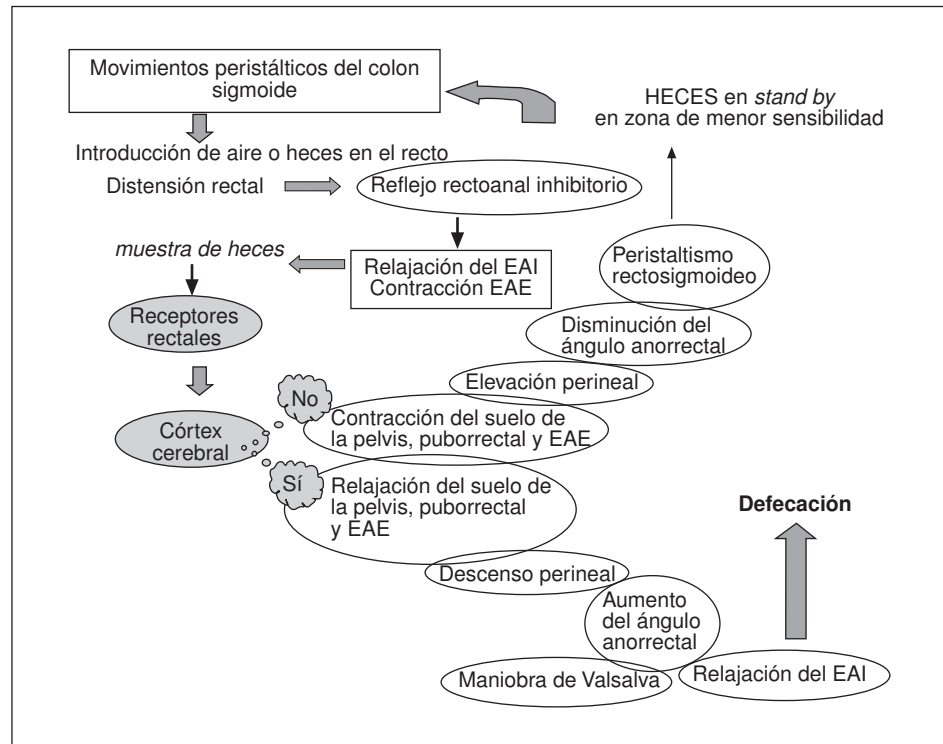 Movimientos peristálticos del colon
sigmoide
HECES en stand by
en zona de menor sensibilidad
Introducción de aire o heces en el recto
Distensión rectal
Reflejo rectoanal inhibitorio
muestra de heces
Relajación del EAI
Contracción EAE
Peristaltismo
rectosigmoideo
Receptores
rectales
Disminución del
ángulo anorrectal
Elevación perineal
No
Contracción del suelo de
la pelvis, puborrectal y EAE
Córtex
cerebral
Sí
Relajación del suelo de
la pelvis, puborrectal
y EAE
Defecación
Descenso perineal
Aumento
del ángulo
anorrectal
Maniobra de Valsalva
Relajación del EAI